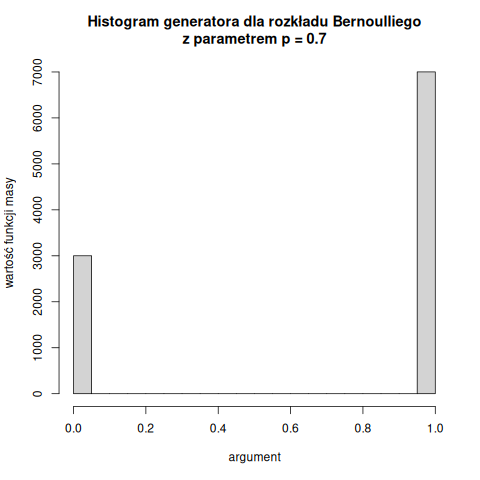 Histogram generatora dla rozkładu Bernoulliego
z parametrem p = 0.7
wartość funkcji masy
7000
6000
5000
4000
3000
2000
1000
0
0.0 0.2 0.4 0.6 0.8 1.0
argument